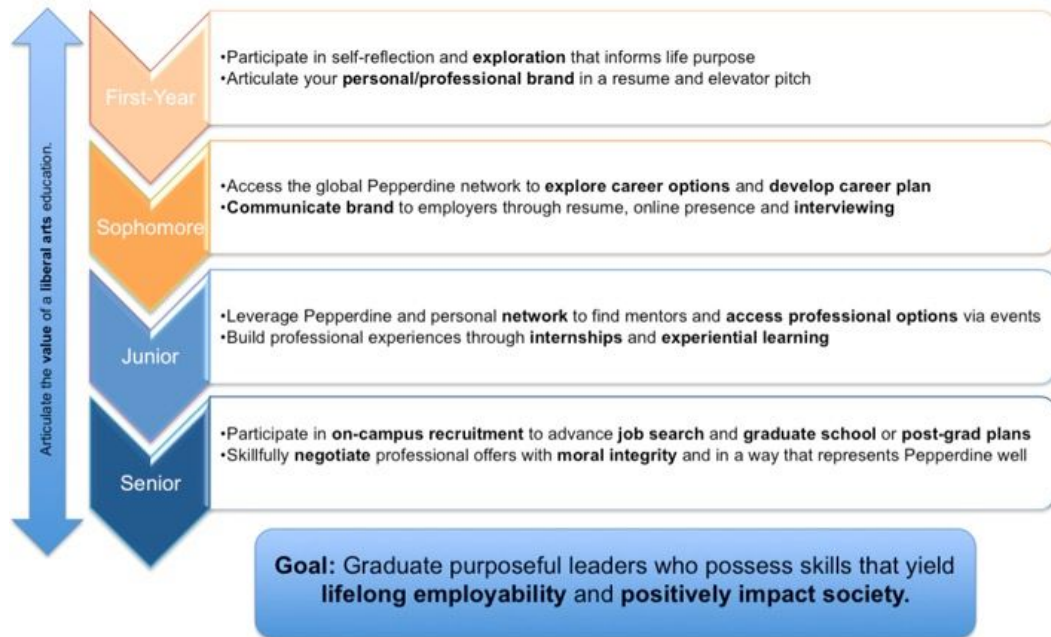 Articulate the value of a liberal arts education.
First-Year
•Participate in self-reflection and exploration that informs life purpose
•Articulate your personal/professional brand in a resume and elevator pitch
Sophomore
•Access the global Pepperdine network to explore career options and develop career plan
•Communicate brand to employers through resume, online presence and interviewing
Junior
•Leverage Pepperdine and personal network to find mentors and access professional options via events
•Build professional experiences through internships and experiential learning
Senior
•Participate in on-campus recruitment to advance job search and graduate school or post-grad plans
•Skillfully negotiate professional offers with moral integrity and in a way that represents Pepperdine well
Goal: Graduate purposeful leaders who possess skills that yield
lifelong employability and positively impact society.